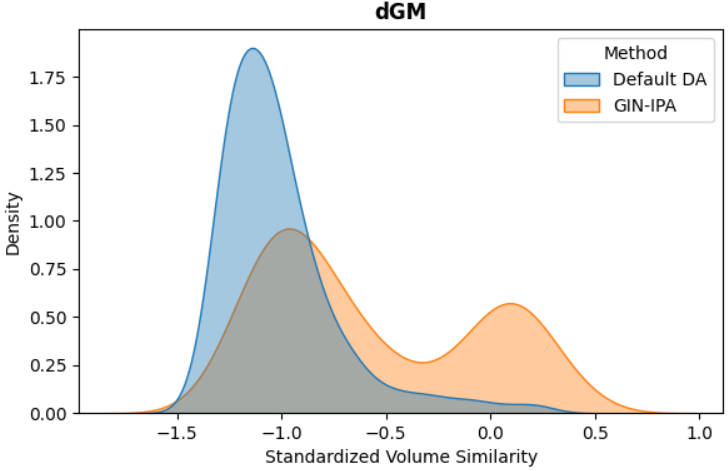 dGM
Method
Default DA
GIN-IPA
Density
1.75
1.50
1.25
1.00
0.75
0.50
0.25
0.00
−1.5
−1.0
−0.5
0.0
0.5
1.0
Standardized Volume Similarity